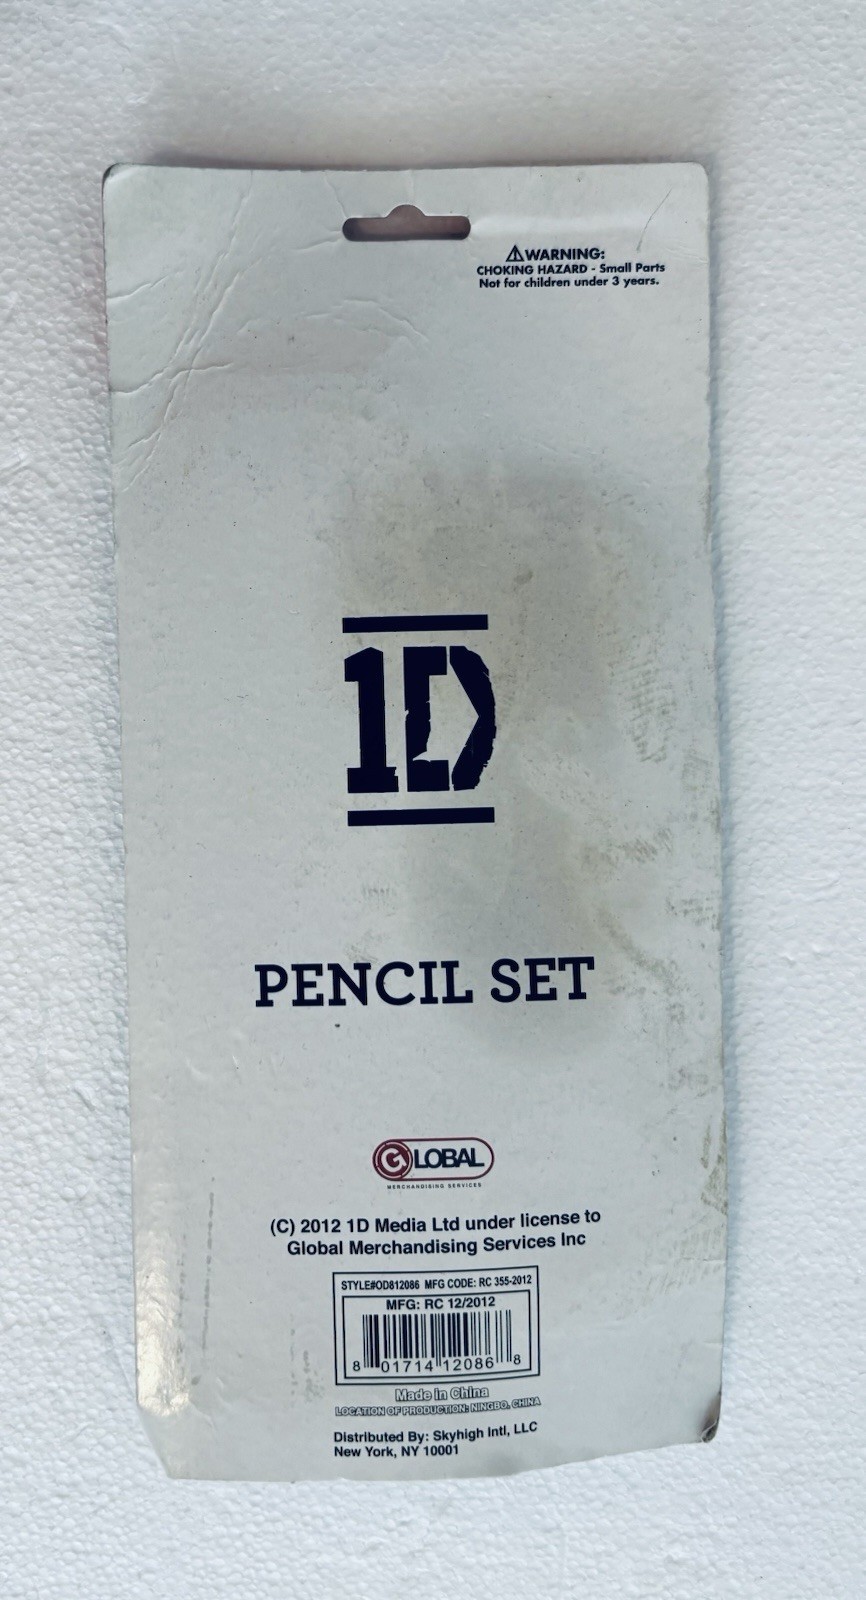 ⚠WARNING:
CHOKING HAZARD - Small Parts
Not for children under 3 years.
1D
PENCIL SET
GLOBAL
MERCHANDISING SERVICES
(C) 2012 1D Media Ltd under license to
Global Merchandising Services Inc
STYLE#OD812086 MFG CODE: RC 355-2012
MFG: RC 12/2012
8 01714 12086 8
Made in China
LOCATION OF PRODUCTION: NINGBO, CHINA
Distributed By: Skyhigh Intl, LLC
New York, NY 10001